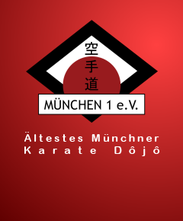 空
手
道
MÜNCHEN 1 e.V.
Ältestes Münchner
Karate Dôjô